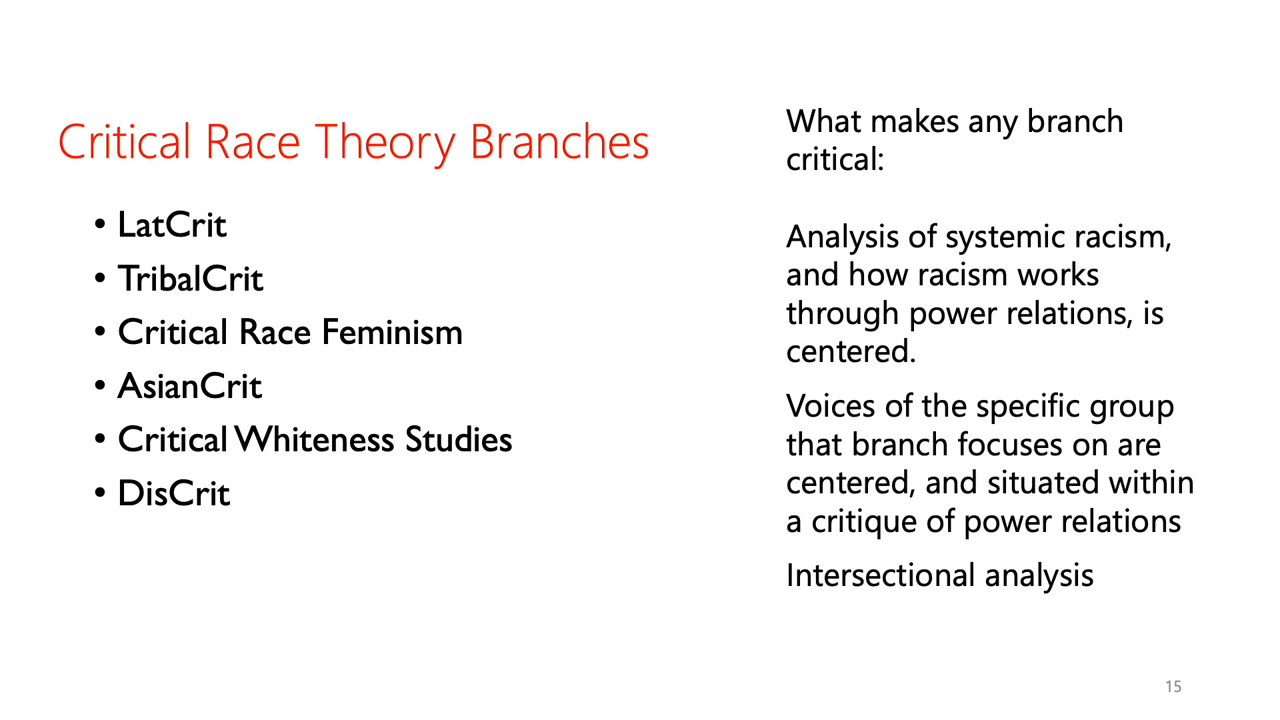 Critical Race Theory Branches
• LatCrit
• TribalCrit
• Critical Race Feminism
• AsianCrit
• Critical Whiteness Studies
• DisCrit
What makes any branch
critical:
Analysis of systemic racism,
and how racism works
through power relations, is
centered.
Voices of the specific group
that branch focuses on are
centered, and situated within
a critique of power relations
Intersectional analysis
15